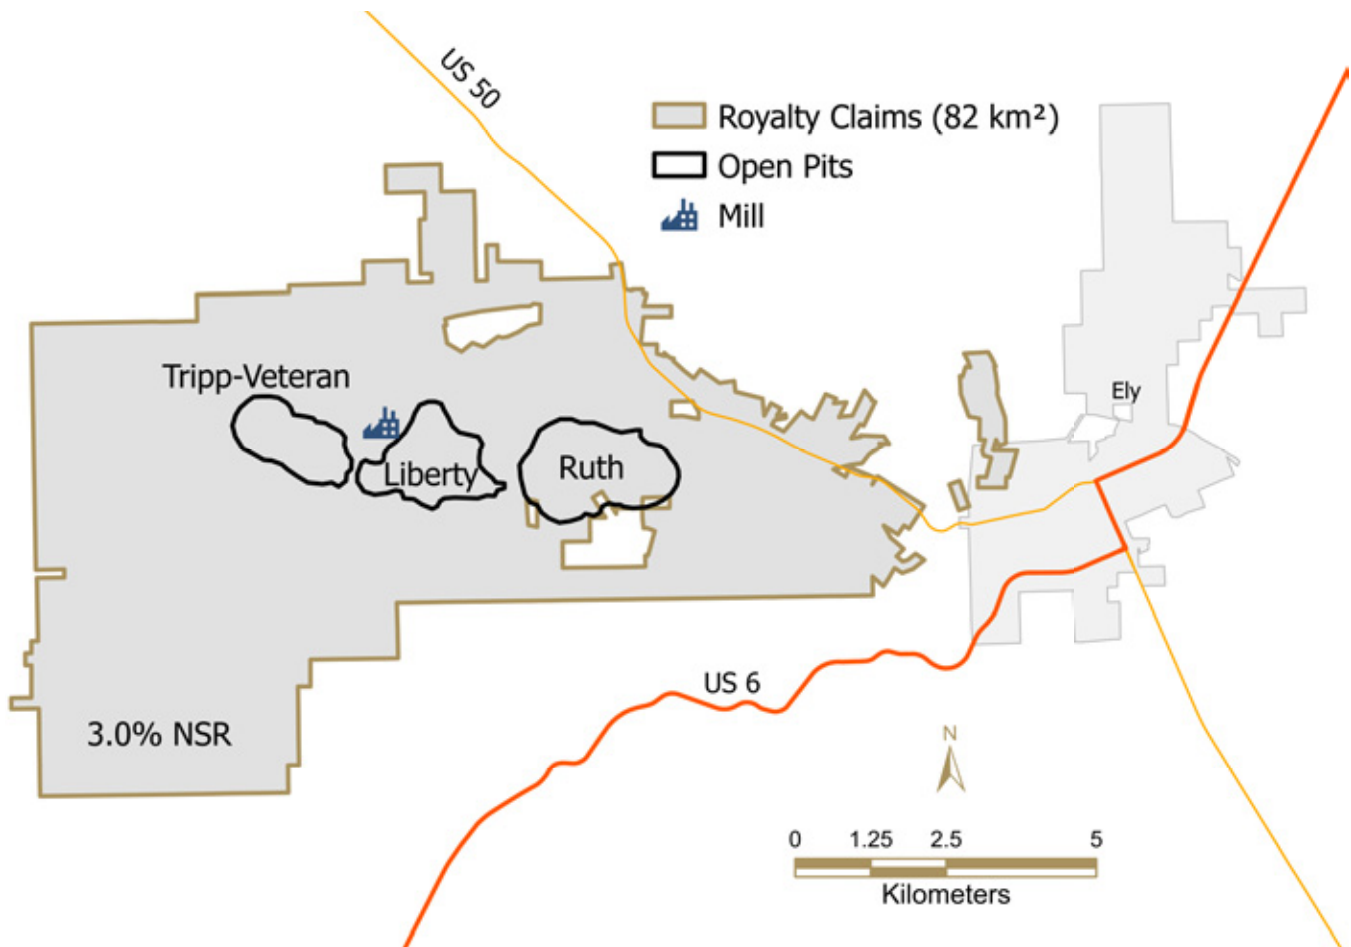 US 50
Royalty Claims (82 km²)
Open Pits
Mill
Tripp-Veteran
Ely
Liberty
Ruth
US 6
3.0% NSR
N
0 1.25 2.5 5
Kilometers